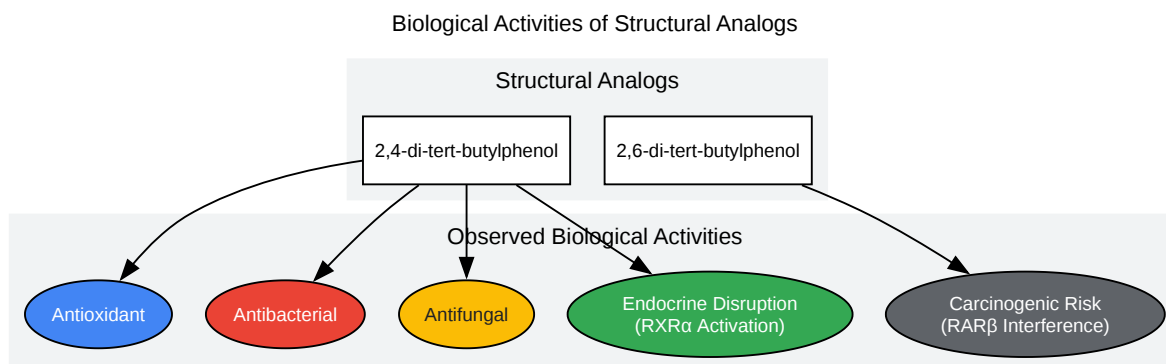 Biological Activities of Structural Analogs
Structural Analogs
2,4-di-tert-butylphenol
2,6-di-tert-butylphenol
Observed Biological Activities
Antioxidant
Antibacterial
Antifungal
Endocrine Disruption
(RXRα Activation)
Carcinogenic Risk
(RARβ Interference)